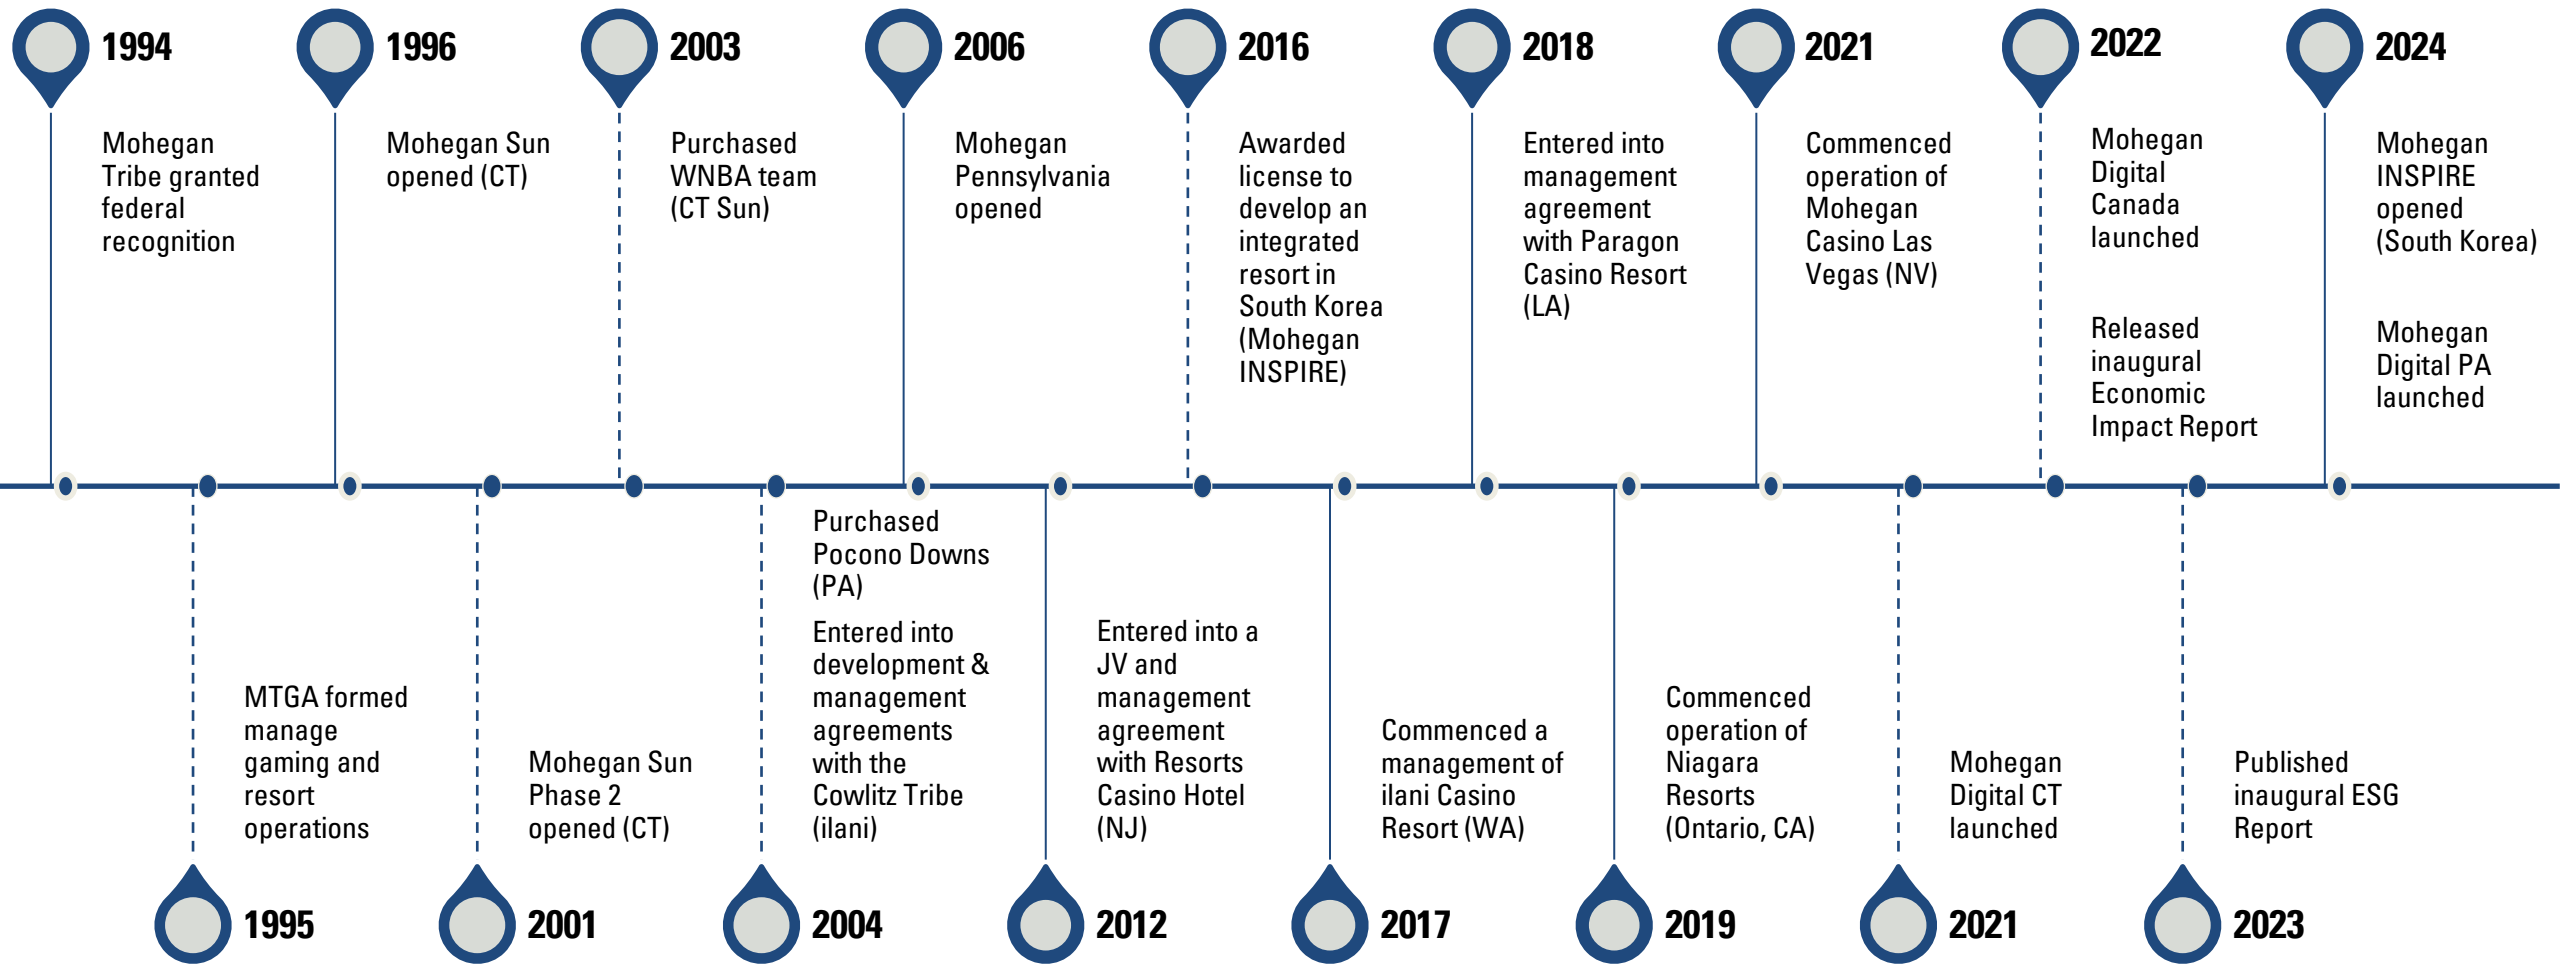 1994
Mohegan
Tribe granted
federal
recognition
1995
MTGA formed
manage
gaming and
resort
operations
1996
Mohegan Sun
opened (CT)
2001
Mohegan Sun
Phase 2
opened (CT)
2003
Purchased
WNBA team
(CT Sun)
2004
Purchased
Pocono Downs
(PA)
Entered into
development &
management
agreements
with the
Cowlitz Tribe
(ilani)
2006
Mohegan
Pennsylvania
opened
2012
Entered into a
JV and
management
agreement
with Resorts
Casino Hotel
(NJ)
2016
Awarded
license to
develop an
integrated
resort in
South Korea
(Mohegan
INSPIRE)
2017
Commenced a
management of
ilani Casino
Resort (WA)
2018
Entered into
management
agreement
with Paragon
Casino Resort
(LA)
2019
Commenced
operation of
Niagara
Resorts
(Ontario, CA)
2021
Commenced
operation of
Mohegan
Casino Las
Vegas (NV)
2021
Mohegan
Digital CT
launched
2022
Mohegan
Digital
Canada
launched
Released
inaugural
Economic
Impact Report
2023
Published
inaugural ESG
Report
2024
Mohegan
INSPIRE
opened
(South Korea)
Mohegan
Digital PA
launched